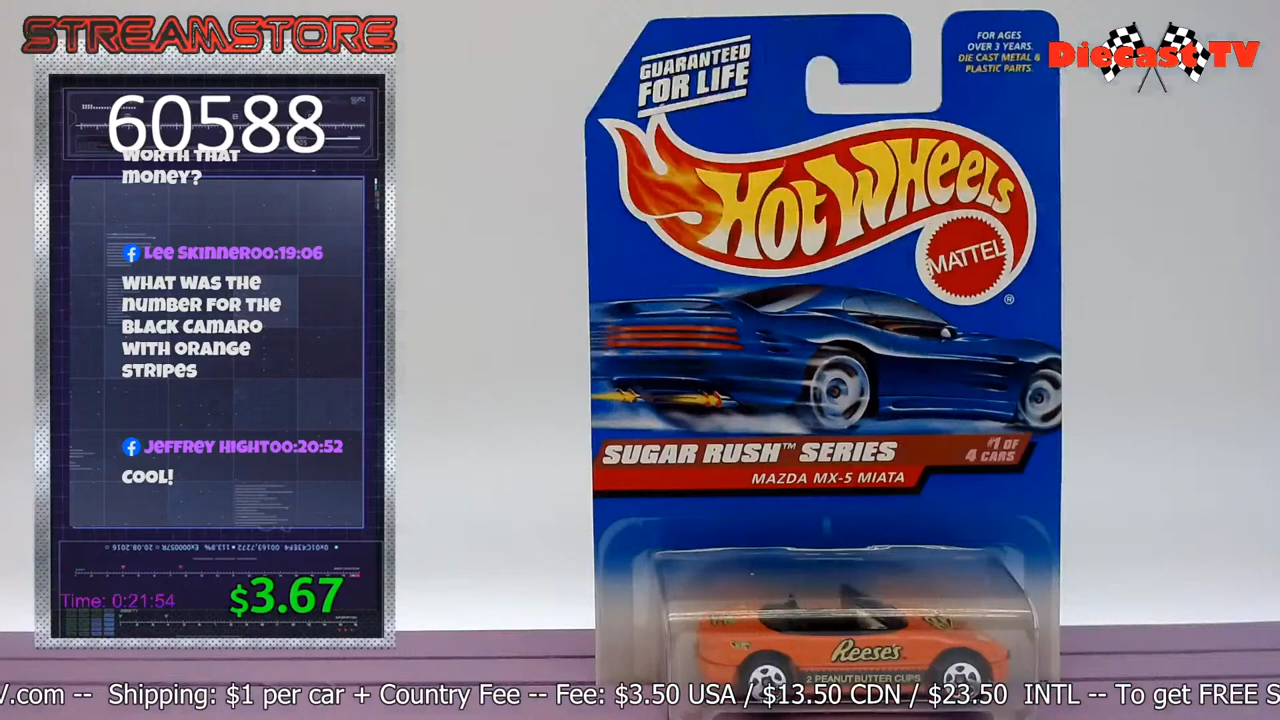 STREAMSTORE
60588
WORTH THAT
MONEY?
Lee Skinner00:19:06
WHAT WAS THE
NUMBER FOR THE
BLACK CAMARO
WITH ORANGE
STRIPES
Jeffrey Hight00:20:52
COOL!
Time: 0:21:54
$3.67
GUARANTEED
FOR LIFE
FOR AGES
OVER 3 YEARS.
DIE CAST METAL &
PLASTIC PARTS.
Diecast TV
HOT WHEELS
MATTEL
®
SUGAR RUSH™ SERIES
#1 OF
4 CARS
MAZDA MX-5 MIATA
Reese's
2 PEANUT BUTTER CUPS
V.com -- Shipping: $1 per car + Country Fee -- Fee: $3.50 USA / $13.50 CDN / $23.50 INTL -- To get FREE S